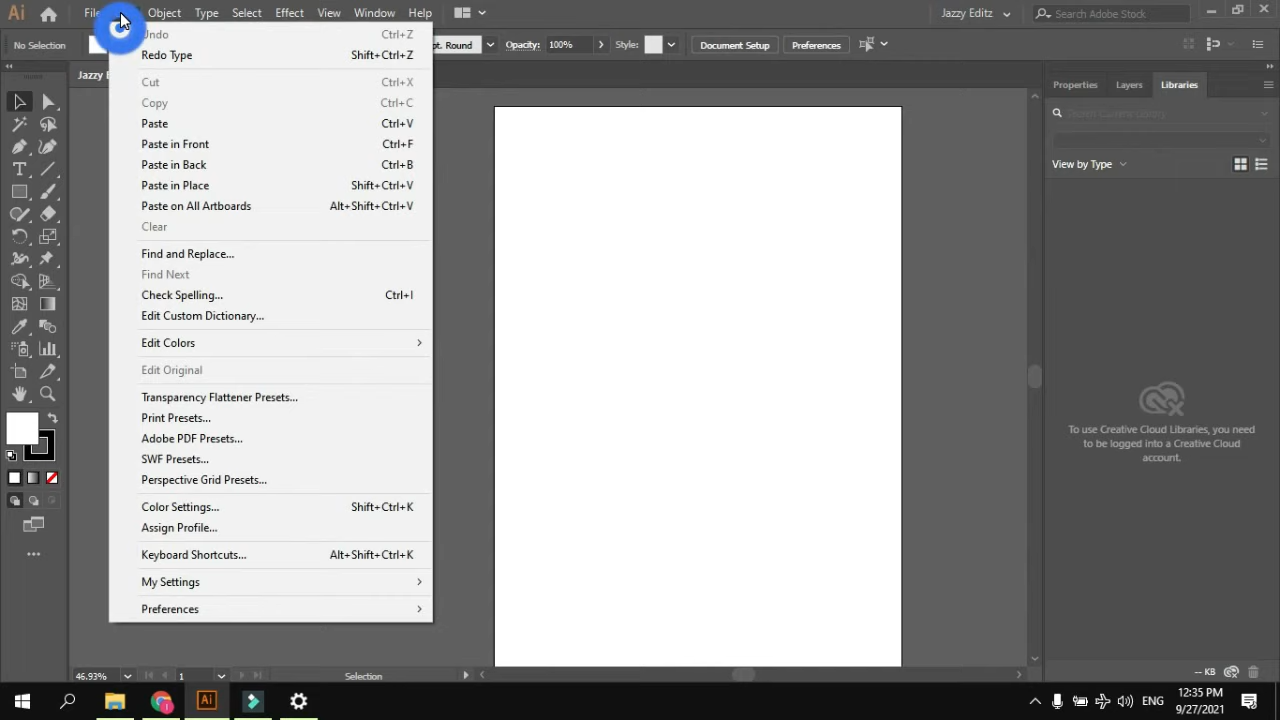 Ai File Object Type Select Effect View Window Help Jazzy Editz Search Adobe Stock
No Selection pt. Round Opacity: 100% Style: Document Setup Preferences
Jazzy E
Undo Ctrl+Z
Redo Type Shift+Ctrl+Z
Cut Ctrl+X
Copy Ctrl+C
Paste Ctrl+V
Paste in Front Ctrl+F
Paste in Back Ctrl+B
Paste in Place Shift+Ctrl+V
Paste on All Artboards Alt+Shift+Ctrl+V
Clear
Find and Replace...
Find Next
Check Spelling... Ctrl+I
Edit Custom Dictionary...
Edit Colors
Edit Original
Transparency Flattener Presets...
Print Presets...
Adobe PDF Presets...
SWF Presets...
Perspective Grid Presets...
Color Settings... Shift+Ctrl+K
Assign Profile...
Keyboard Shortcuts... Alt+Shift+Ctrl+K
My Settings
Preferences
Properties Layers Libraries
Search Current Library
View by Type
To use Creative Cloud Libraries, you need
to be logged into a Creative Cloud
account.
46.93% 1 Selection -- KB
Ai ENG 12:35 PM
9/27/2021